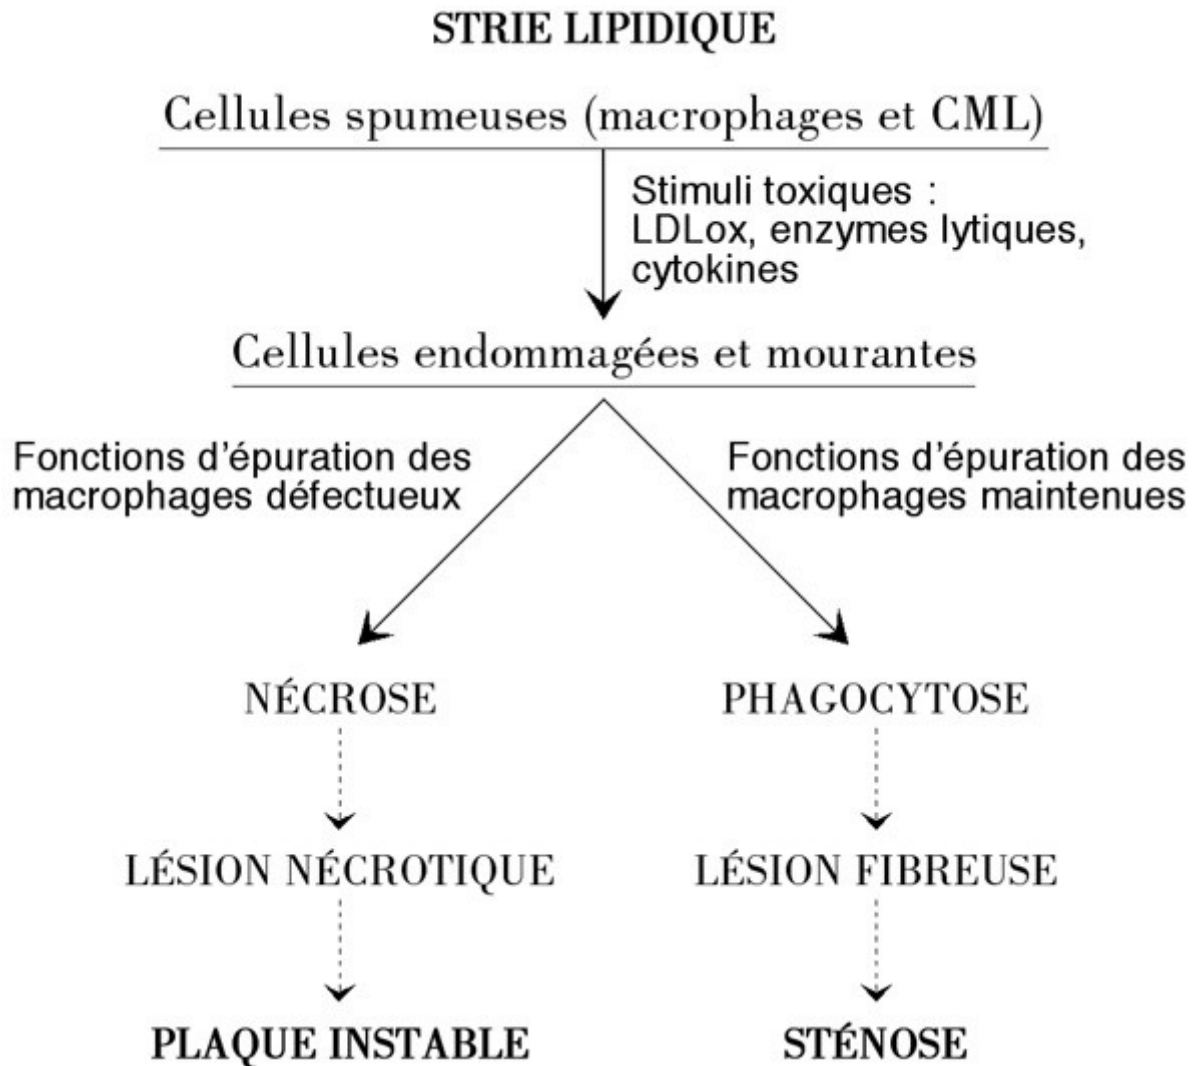 STRIE LIPIDIQUE
Cellules spumeuses (macrophages et CML)
Stimuli toxiques :
LDLox, enzymes lytiques,
cytokines
Cellules endommagées et mourantes
Fonctions d'épuration des
macrophages défectueux
Fonctions d'épuration des
macrophages maintenues
NÉCROSE
PHAGOCYTOSE
LÉSION NÉCROTIQUE
LÉSION FIBREUSE
PLAQUE INSTABLE
STÉNOSE